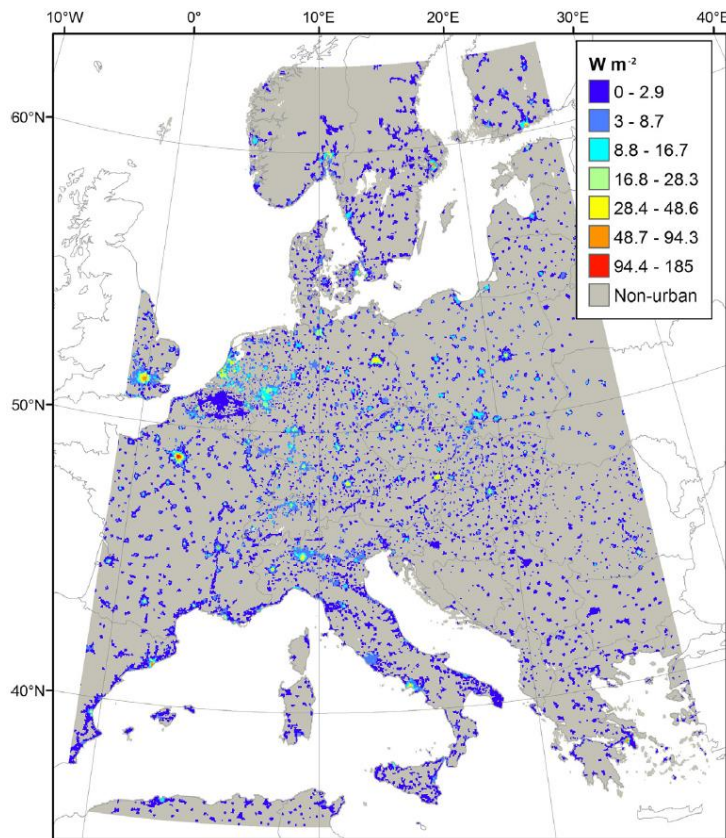 10°W 0° 10°E 20°E 30°E 40°E
W m⁻²
0 - 2.9
3 - 8.7
8.8 - 16.7
16.8 - 28.3
28.4 - 48.6
48.7 - 94.3
94.4 - 185
Non-urban
60°N
50°N
40°N